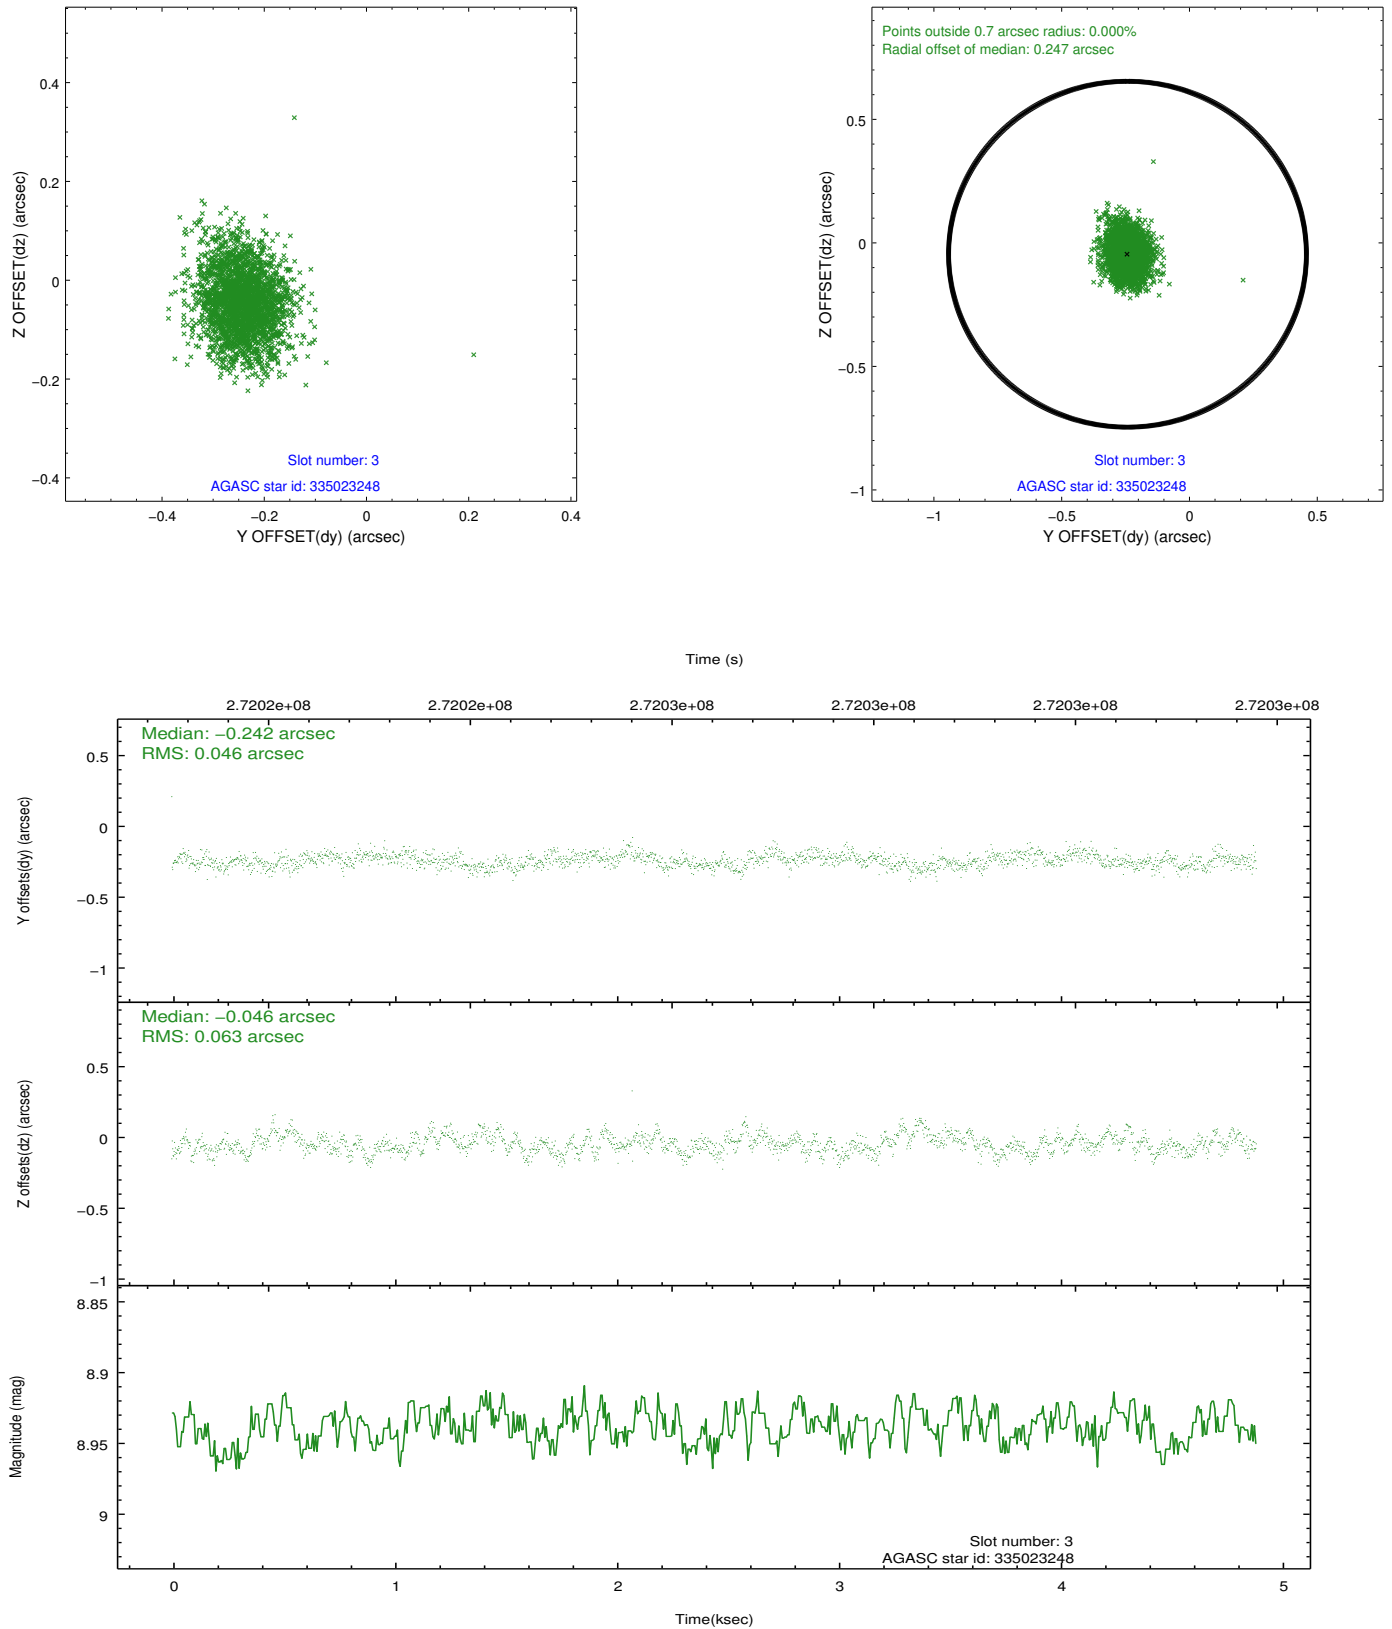 0.4
0.2
0
−0.2
−0.4
Z OFFSET(dz) (arcsec)
Slot number: 3
AGASC star id: 335023248
−0.4
−0.2
0
0.2
0.4
Y OFFSET(dy) (arcsec)
Points outside 0.7 arcsec radius: 0.000%
Radial offset of median: 0.247 arcsec
0.5
0
−0.5
−1
Z OFFSET(dz) (arcsec)
Slot number: 3
AGASC star id: 335023248
−1
−0.5
0
0.5
Y OFFSET(dy) (arcsec)
Time (s)
2.7202e+08
2.7202e+08
2.7203e+08
2.7203e+08
2.7203e+08
2.7203e+08
Median: −0.242 arcsec
RMS: 0.046 arcsec
0.5
0
−0.5
−1
Y offsets(dy) (arcsec)
Median: −0.046 arcsec
RMS: 0.063 arcsec
0.5
0
−0.5
−1
Z offsets(dz) (arcsec)
8.85
8.9
8.95
9
Magnitude (mag)
Slot number: 3
AGASC star id: 335023248
0
1
2
3
4
5
Time(ksec)